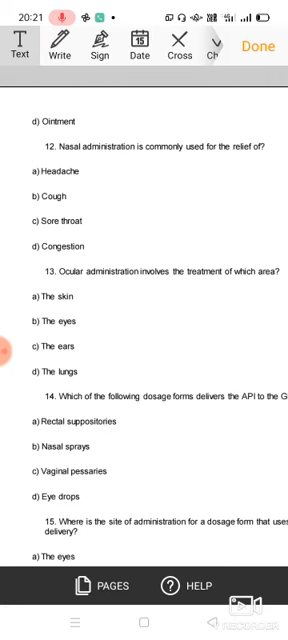 20:21
Text Write Sign Date Cross Ch Done
d) Ointment
12. Nasal administration is commonly used for the relief of?
a) Headache
b) Cough
c) Sore throat
d) Congestion
13. Ocular administration involves the treatment of which area?
a) The skin
b) The eyes
c) The ears
d) The lungs
14. Which of the following dosage forms delivers the API to the G
a) Rectal suppositories
b) Nasal sprays
c) Vaginal pessaries
d) Eye drops
15. Where is the site of administration for a dosage form that uses
delivery?
a) The eyes
PAGES HELP
RECORDER